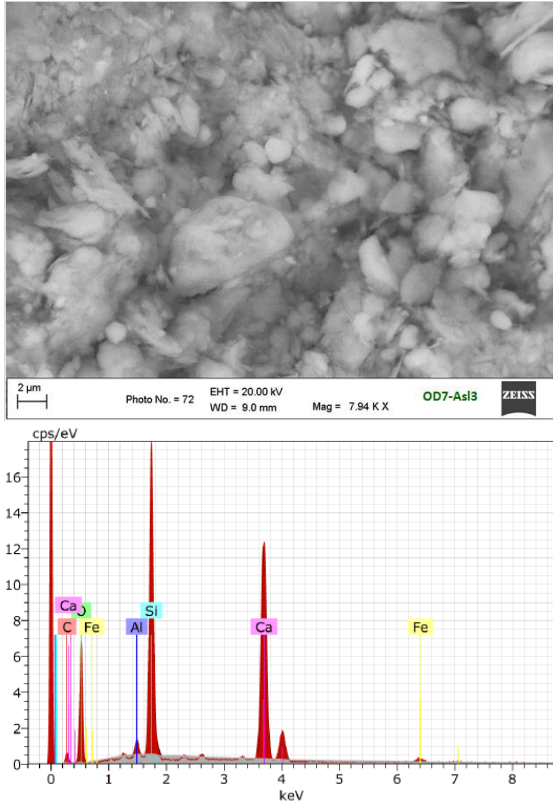 2 µm
Photo No. = 72
EHT = 20.00 kV
WD = 9.0 mm
Mag = 7.94 K X
OD7-Asl3
ZEISS
cps/eV
16
14
12
10
8
6
4
2
0
Ca
O
C
Fe
Al
Si
Ca
Fe
0 1 2 3 4 5 6 7 8
keV